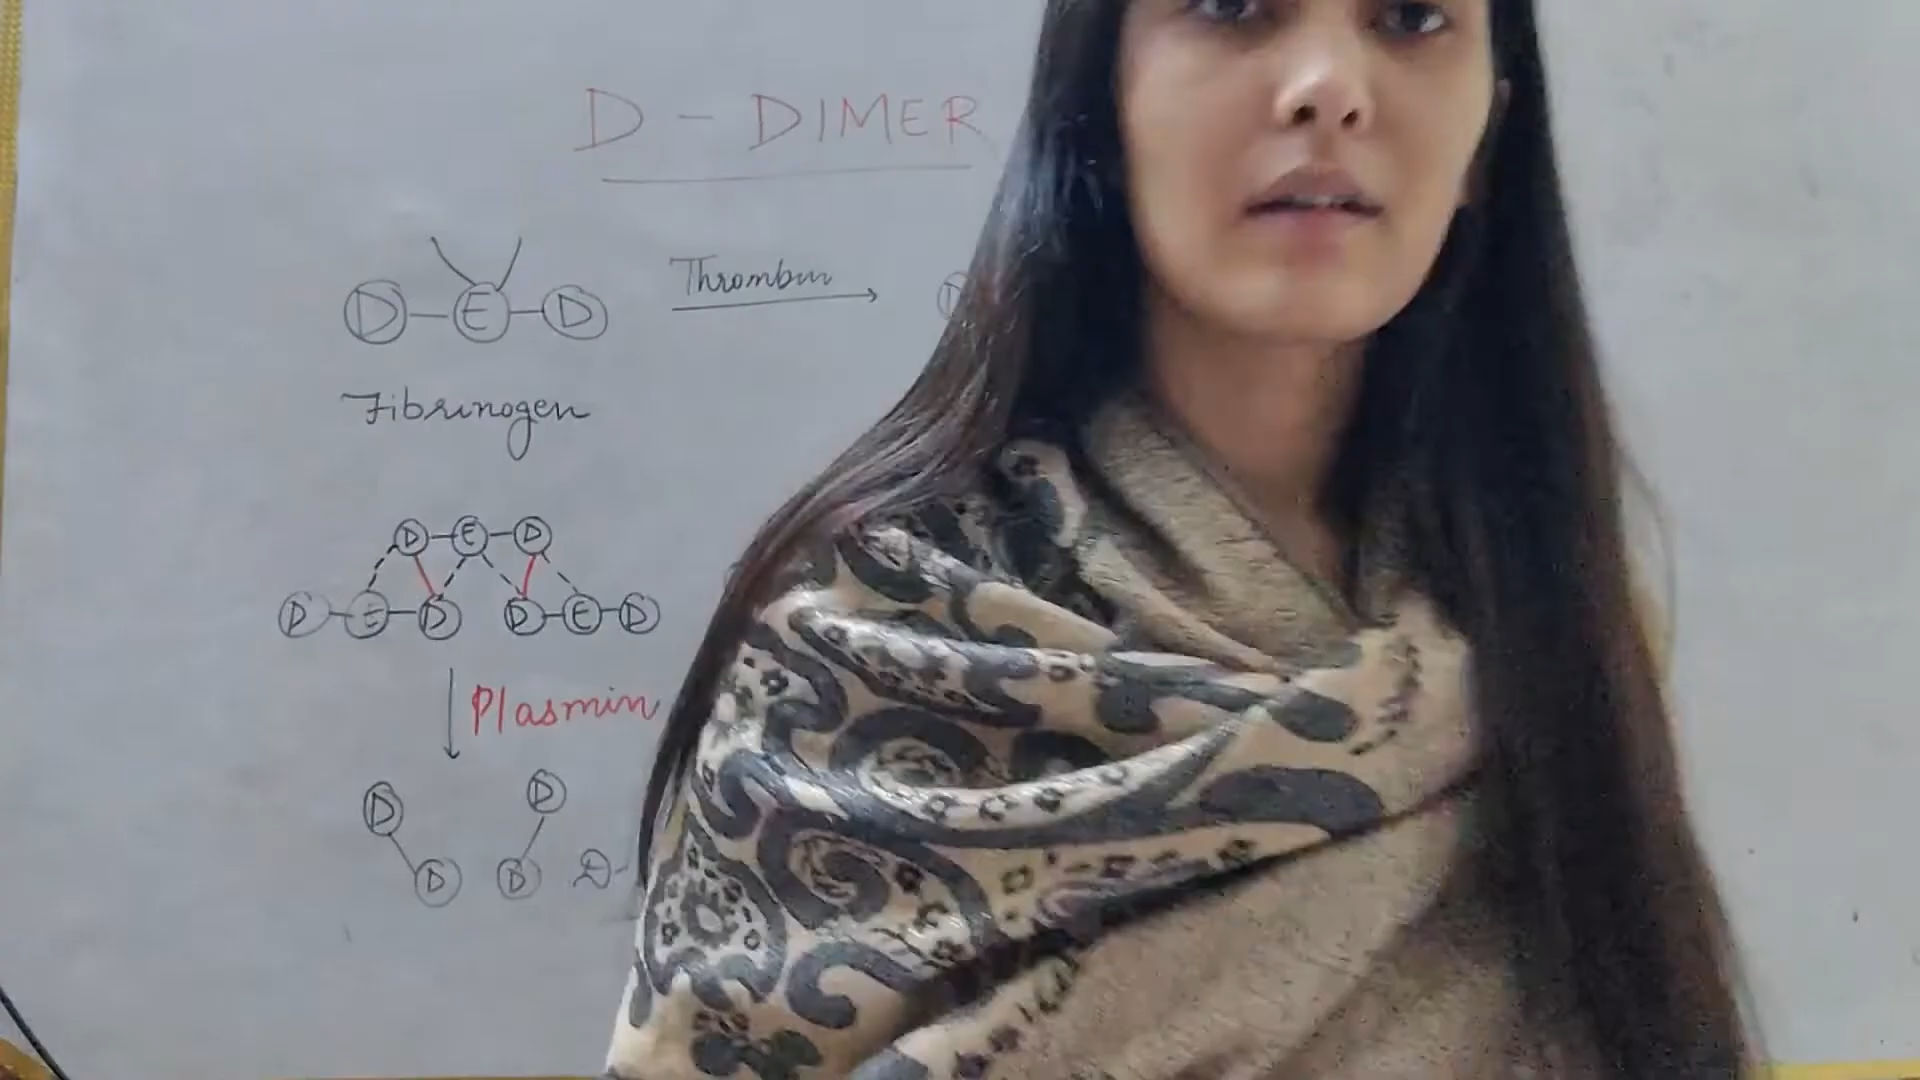 D - DIMER
D E D Thrombin D
Fibrinogen
D E D
D E D D E D
Plasmin
D D
D D D-